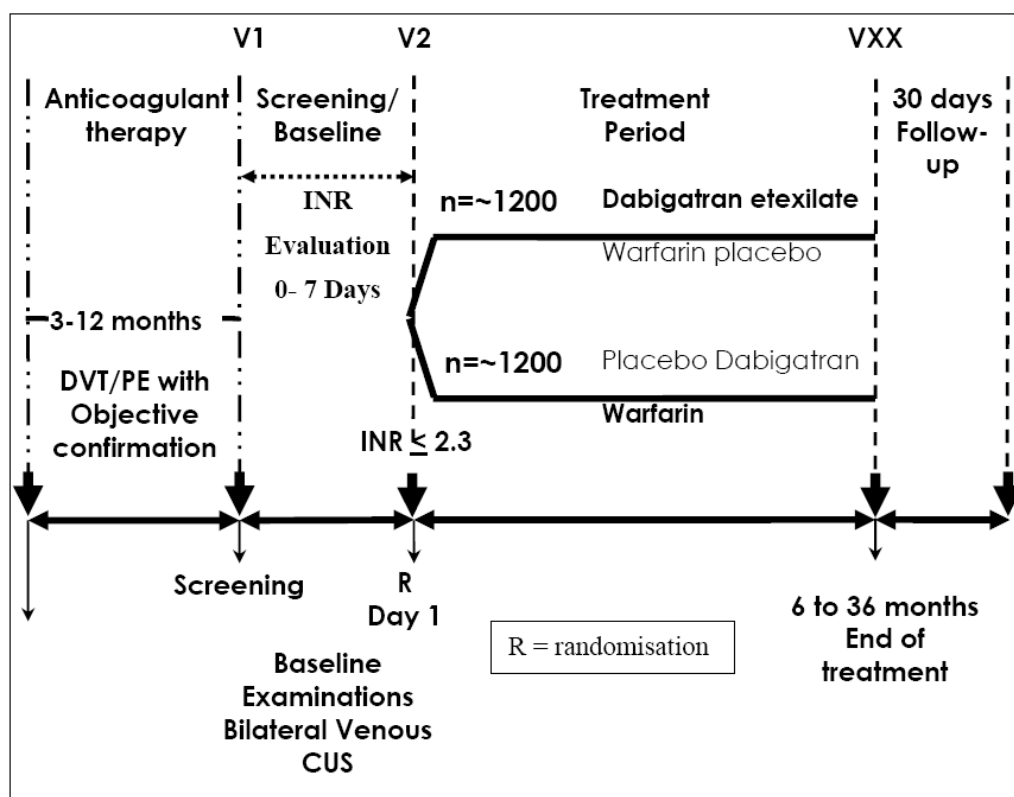 V1
V2
VXX
Anticoagulant
therapy
Screening/
Baseline
Treatment
Period
30 days
Follow-
up
INR
Evaluation
0- 7 Days
n=~1200
Dabigatran etexilate
Warfarin placebo
3-12 months
n=~1200
Placebo Dabigatran
Warfarin
DVT/PE with
Objective
confirmation
INR ≤ 2.3
Screening
R
Day 1
Baseline
Examinations
Bilateral Venous
CUS
R = randomisation
6 to 36 months
End of
treatment